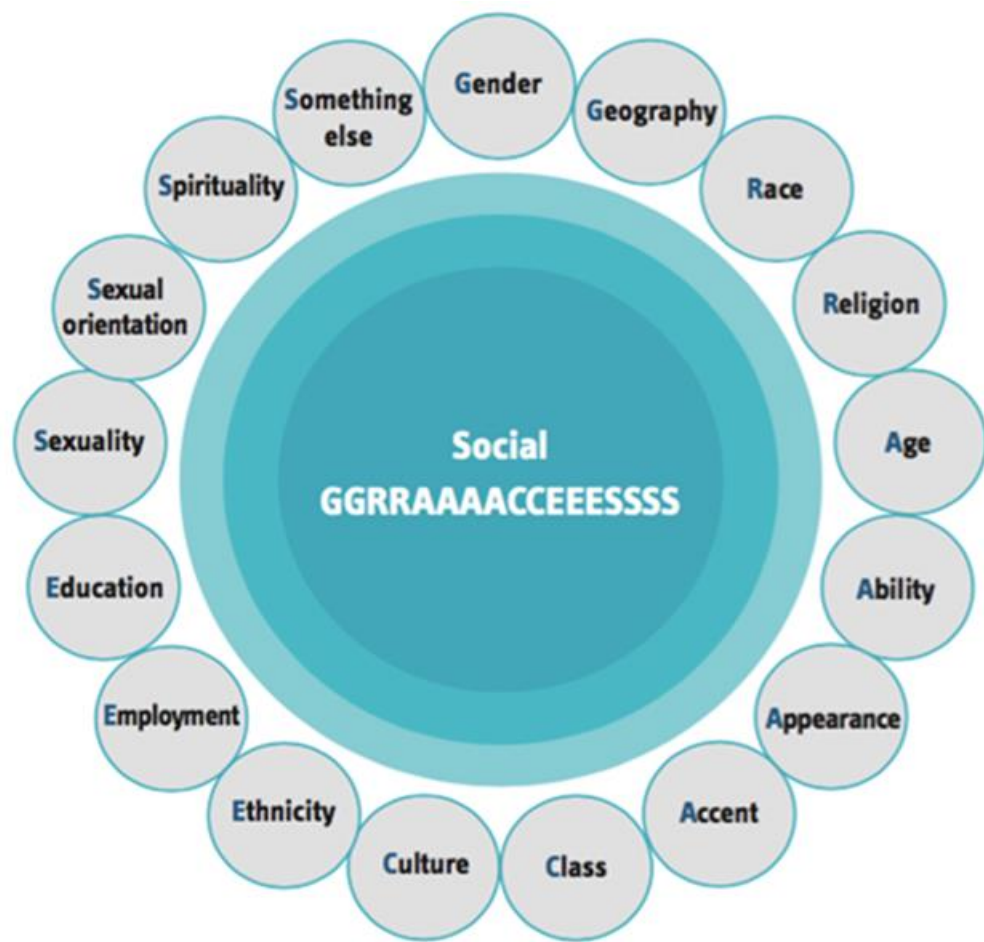 Gender
Geography
Race
Religion
Age
Ability
Appearance
Accent
Class
Culture
Ethnicity
Employment
Education
Sexuality
Sexual
orientation
Spirituality
Something
else
Social
GGRRAAAACCEEESSSS